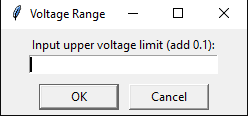 Voltage Range
Input upper voltage limit (add 0.1):
OK
Cancel